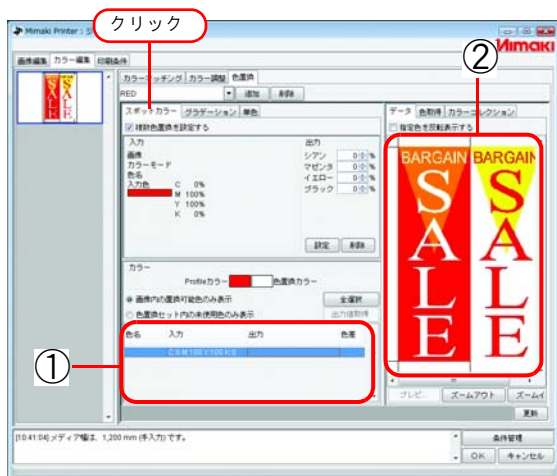 クリック
Mimaki Printer : 
MIMAKI
②
画像編集 カラー編集 印刷条件
カラーマッチング カラー調整 色置換
RED 追加 削除
スポットカラー グラデーション 単色
データ 色取得 カラーコレクション
複数色置換を設定する
指定色を反転表示する
入力 出力
画像 シアン 0 %
カラーモード マゼンタ 0 %
色名 イエロー 0 %
入力色 C 0% ブラック 0 %
M 100%
Y 100%
K 0%
設定 削除
BARGAIN BARGAIN
SALE SALE
カラー
Profileカラー 色置換カラー
画像内の置換可能色のみ表示 全選択
色置換セット内の未使用色のみ表示 出力値取得
①
色名 入力 出力 色差
C:0 M:100 Y:100 K:0
プレビ... ズームアウト ズームイ
更新
[10:41:04] メディア幅は、1,200 mm (手入力) です。
条件管理
OK キャンセル